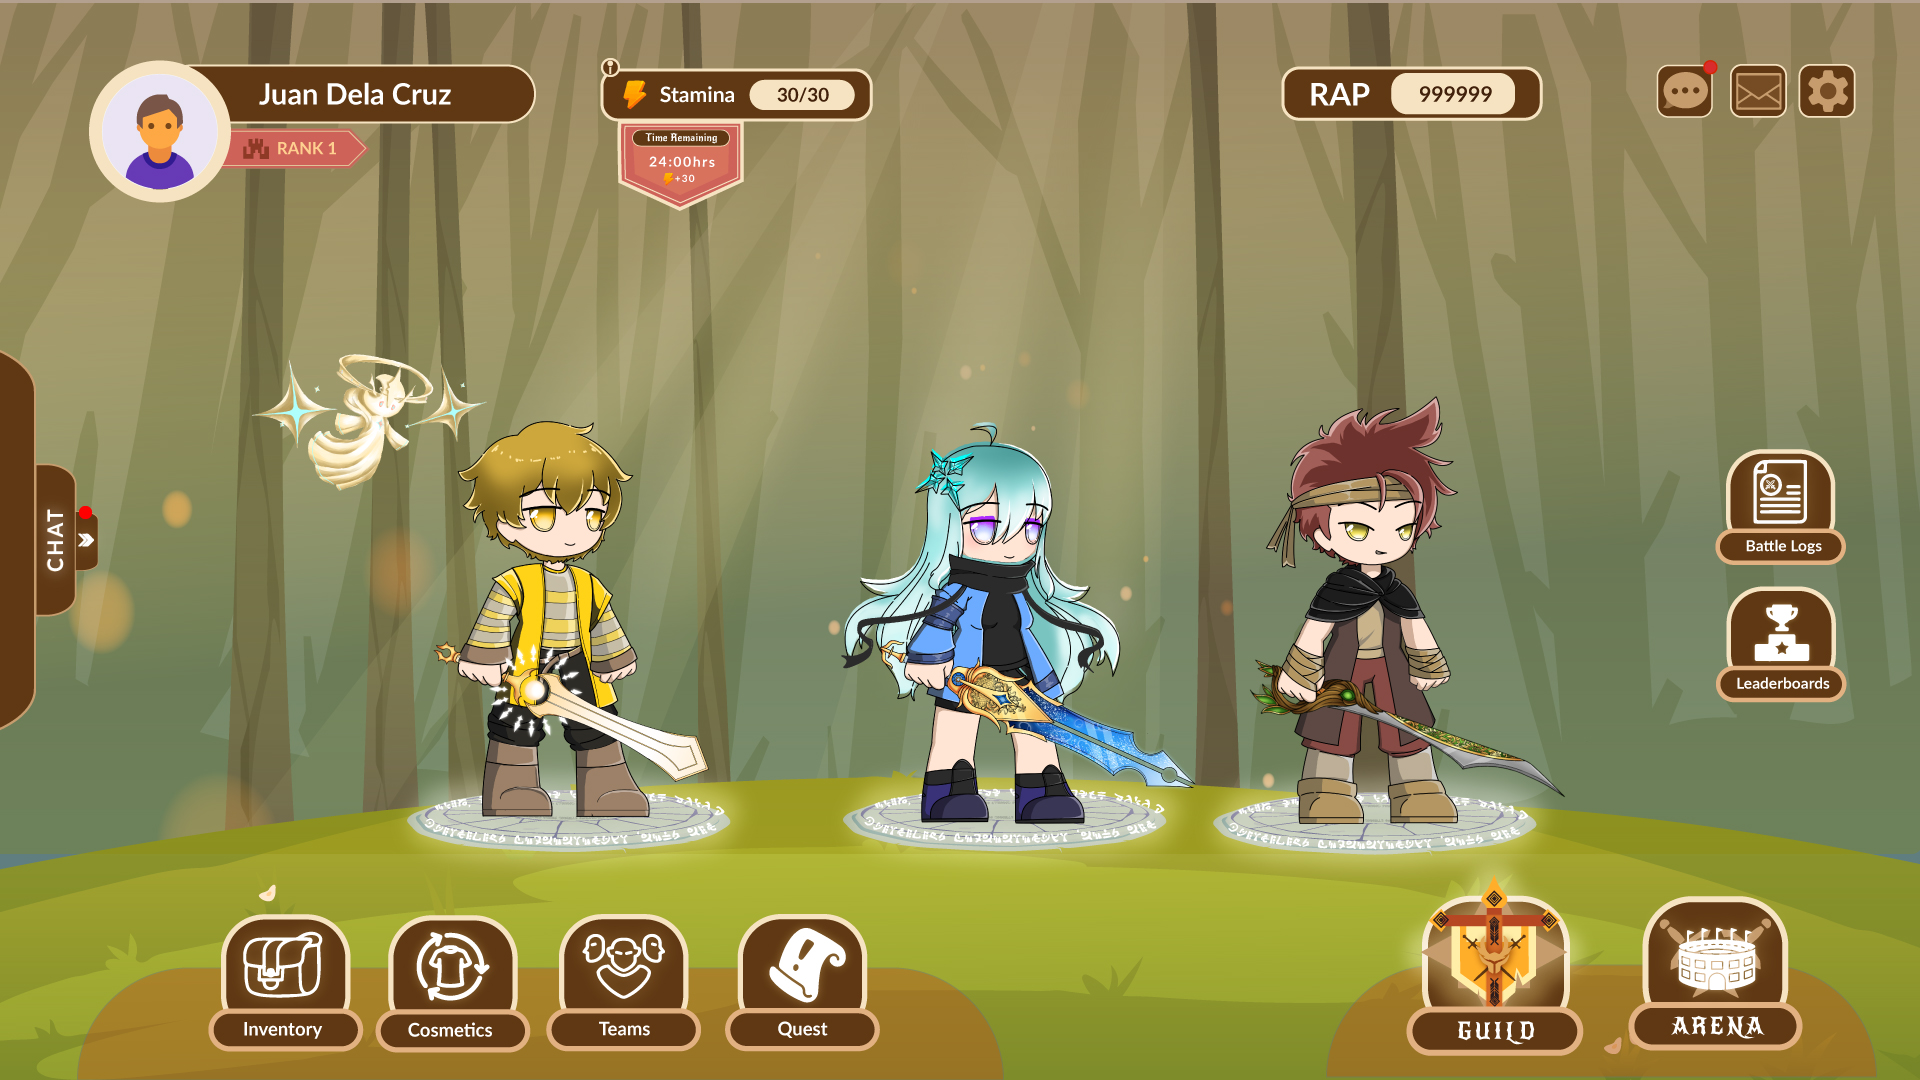 Juan Dela Cruz
RANK 1
Stamina 30/30
Time Remaining
24:00hrs
+30
RAP 999999
CHAT
Battle Logs
Leaderboards
Inventory
Cosmetics
Teams
Quest
GUILD
ARENA